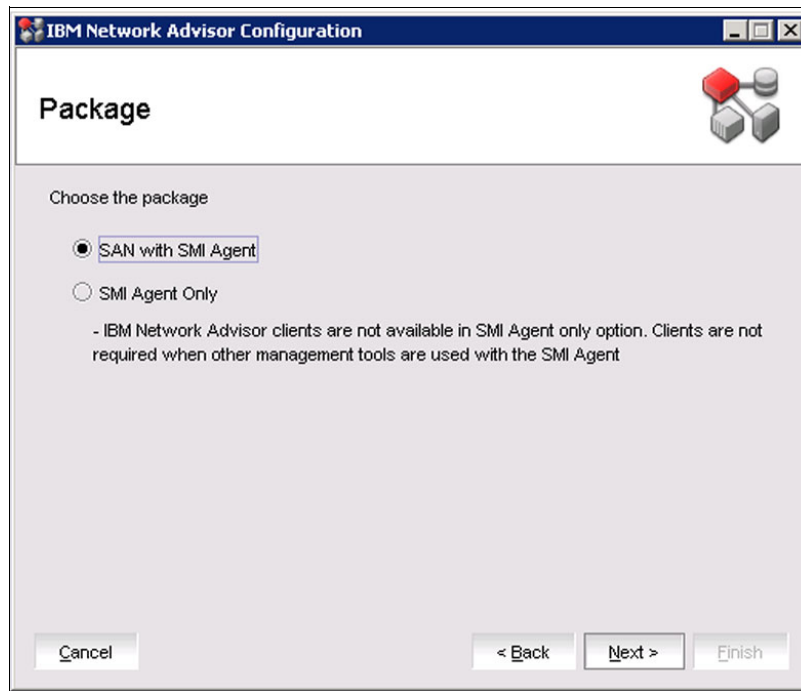 IBM Network Advisor Configuration
Package
Choose the package
SAN with SMI Agent
SMI Agent Only
- IBM Network Advisor clients are not available in SMI Agent only option. Clients are not
required when other management tools are used with the SMI Agent
Cancel
< Back
Next >
Finish